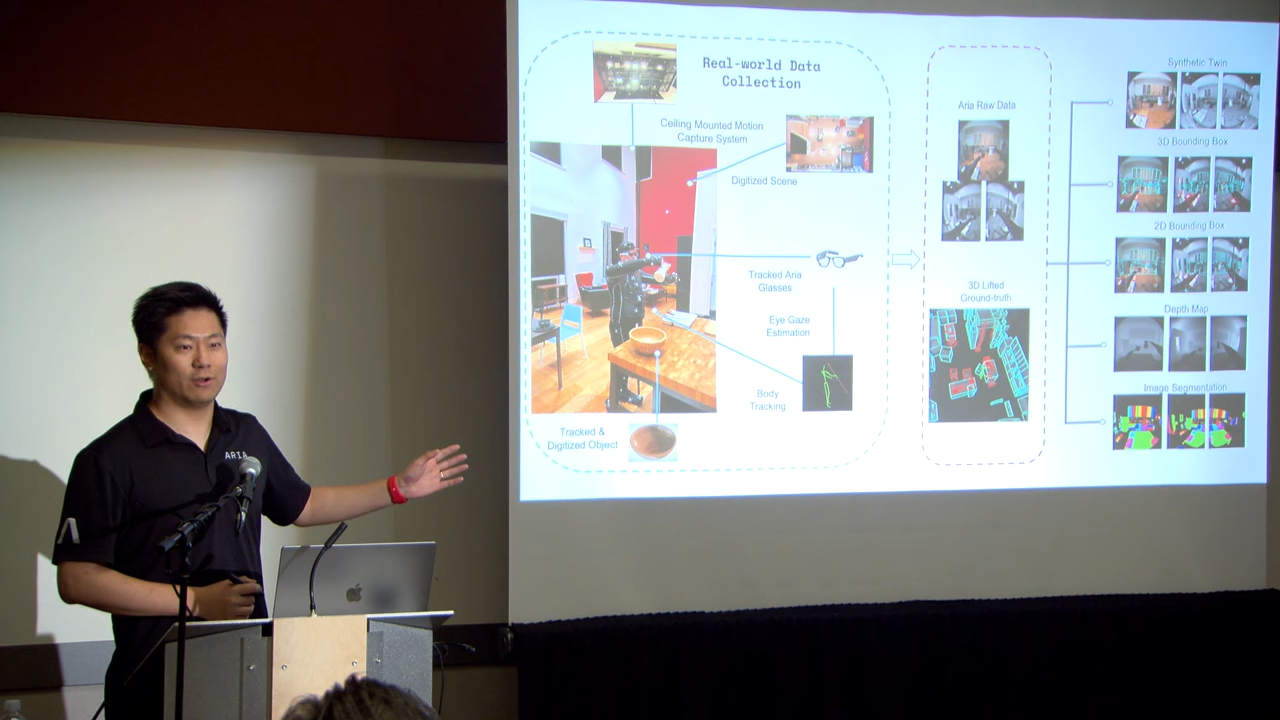 Real-world Data
Collection
Ceiling Mounted Motion
Capture System
Digitized Scene
Tracked Aria
Glasses
Eye Gaze
Estimation
Body
Tracking
Tracked &
Digitized Object
Aria Raw Data
3D Lifted
Ground-truth
Synthetic Twin
3D Bounding Box
2D Bounding Box
Depth Map
Image Segmentation
ARIA